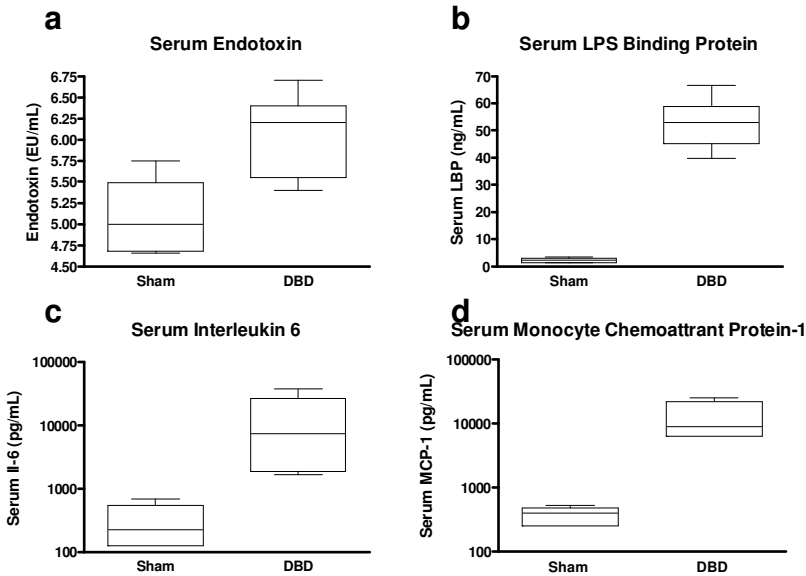 a
Serum Endotoxin
Endotoxin (EU/mL)
6.75
6.50
6.25
6.00
5.75
5.50
5.25
5.00
4.75
4.50
Sham
DBD
b
Serum LPS Binding Protein
Serum LBP (ng/mL)
70
60
50
40
30
20
10
0
Sham
DBD
c
Serum Interleukin 6
Serum Il-6 (pg/mL)
100000
10000
1000
100
Sham
DBD
d
Serum Monocyte Chemoattrant Protein-1
Serum MCP-1 (pg/mL)
100000
10000
1000
100
Sham
DBD